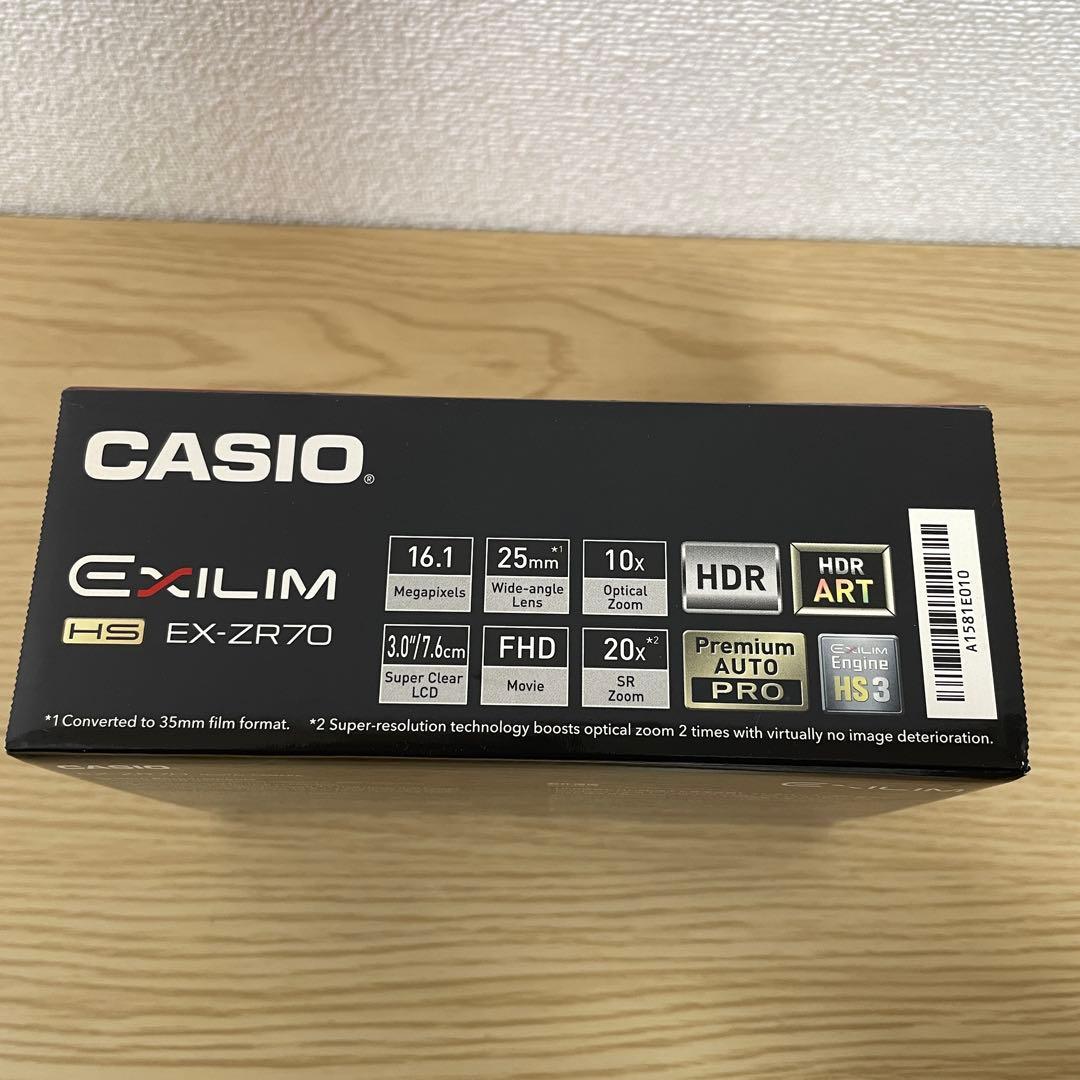 CASIO®
EXILIM
HS EX-ZR70
16.1
Megapixels
25mm*1
Wide-angle
Lens
10x
Optical
Zoom
HDR
HDR
ART
3.0"/7.6cm
Super Clear
LCD
FHD
Movie
20x*2
SR
Zoom
Premium
AUTO
PRO
EXILIM
Engine
HS3
A1581E010
*1 Converted to 35mm film format. *2 Super-resolution technology boosts optical zoom 2 times with virtually no image deterioration.
CASIO
EXILIM